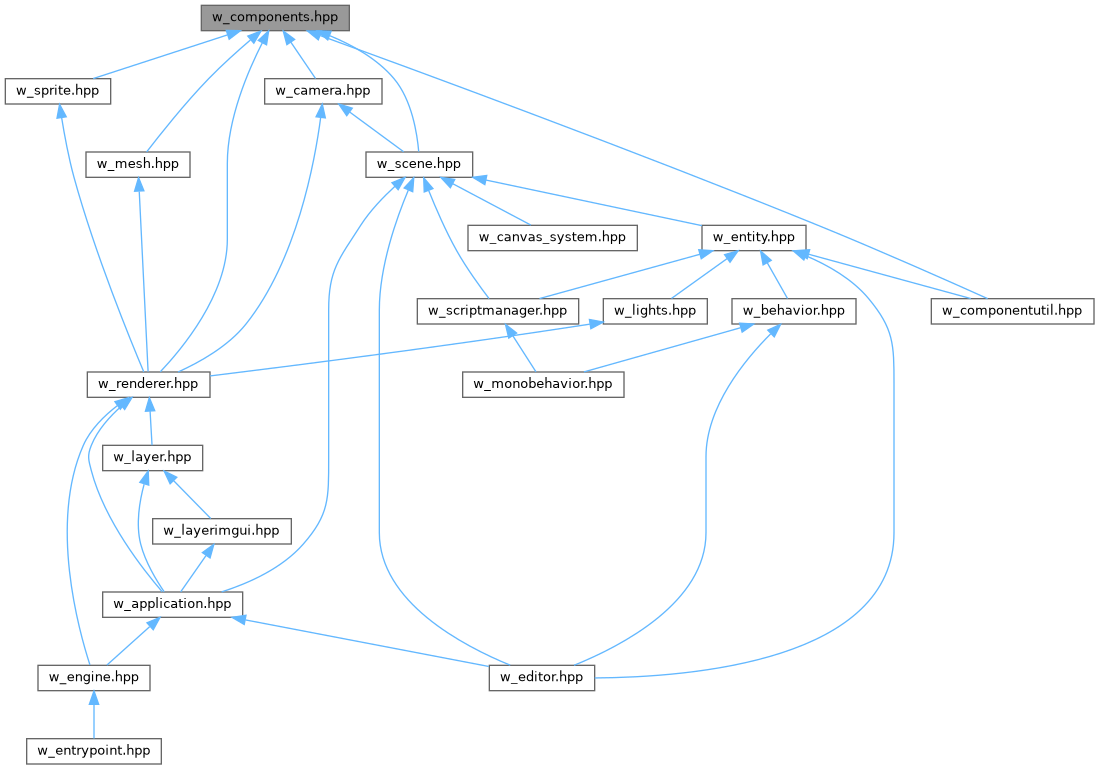 w_components.hpp
w_sprite.hpp
w_camera.hpp
w_mesh.hpp
w_scene.hpp
w_canvas_system.hpp
w_entity.hpp
w_scriptmanager.hpp
w_lights.hpp
w_behavior.hpp
w_componentutil.hpp
w_renderer.hpp
w_monobehavior.hpp
w_layer.hpp
w_layerimgui.hpp
w_application.hpp
w_engine.hpp
w_editor.hpp
w_entrypoint.hpp